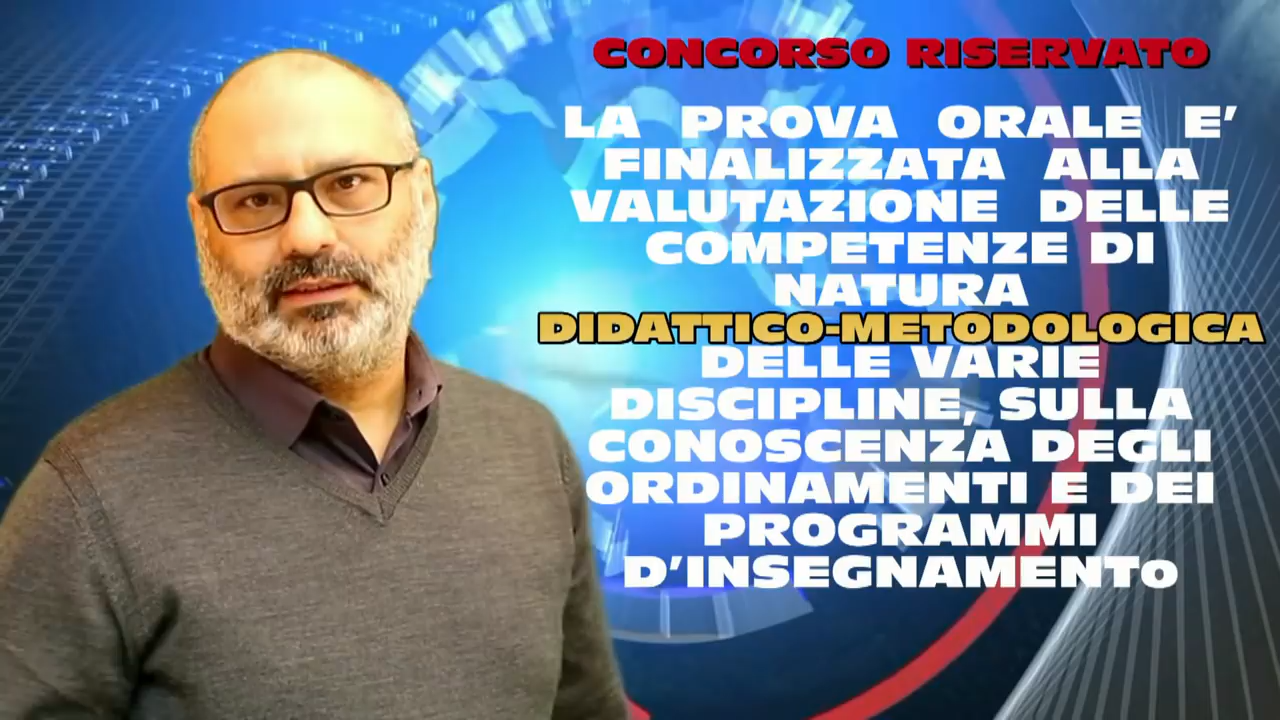 CONCORSO RISERVATO
LA PROVA ORALE E’
FINALIZZATA ALLA
VALUTAZIONE DELLE
COMPETENZE DI
NATURA
DIDATTICO-METODOLOGICA
DELLE VARIE
DISCIPLINE, SULLA
CONOSCENZA DEGLI
ORDINAMENTI E DEI
PROGRAMMI
D’INSEGNAMENTo